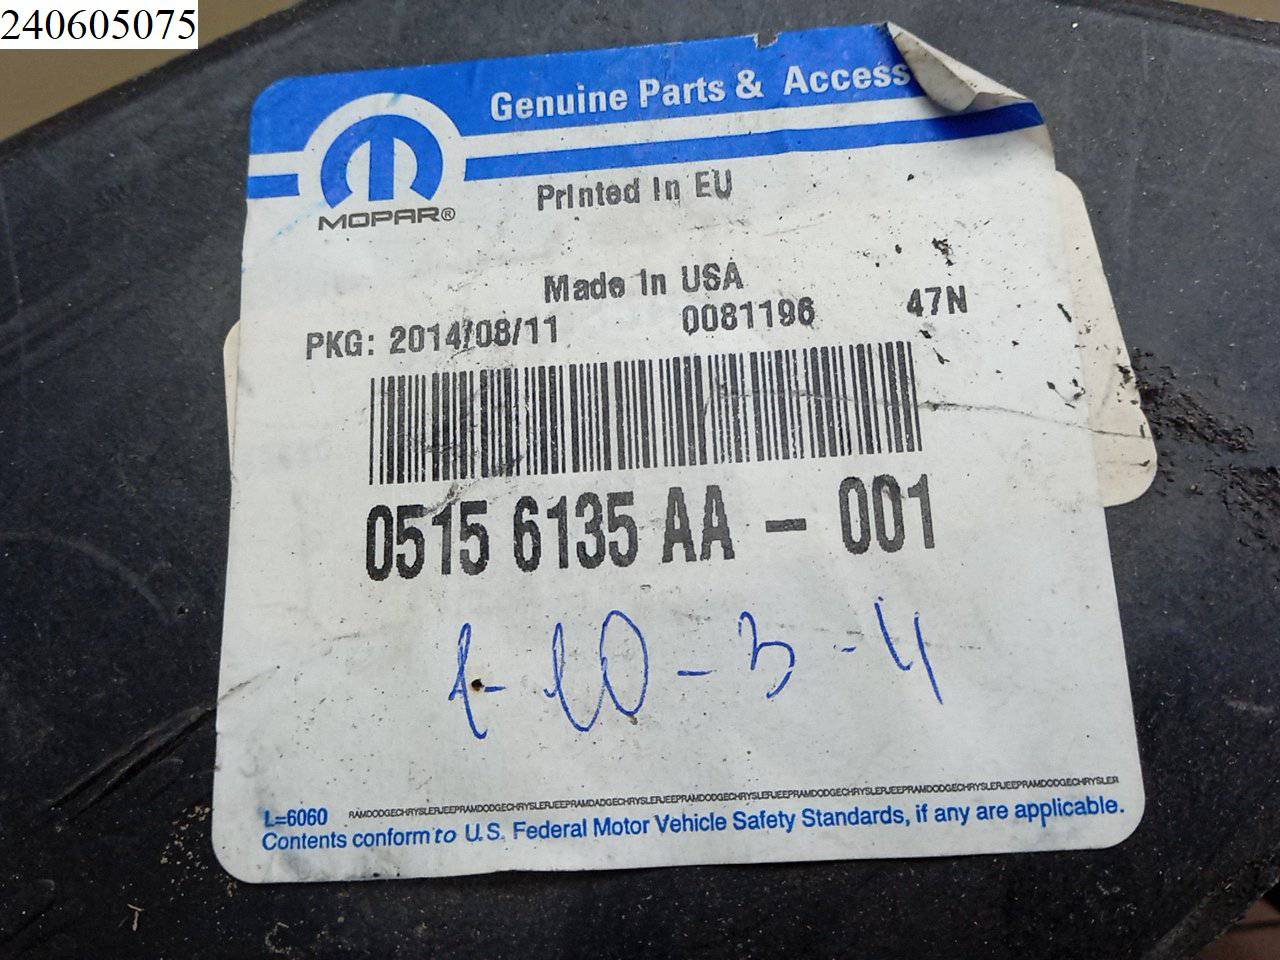 240605075
Genuine Parts & Access
MOPAR®
Printed In EU
Made In USA
PKG: 2014/08/11 0081196 47N
0515 6135 AA - 001
1-10-3-4
L=6060
Contents conform to U.S. Federal Motor Vehicle Safety Standards, if any are applicable.